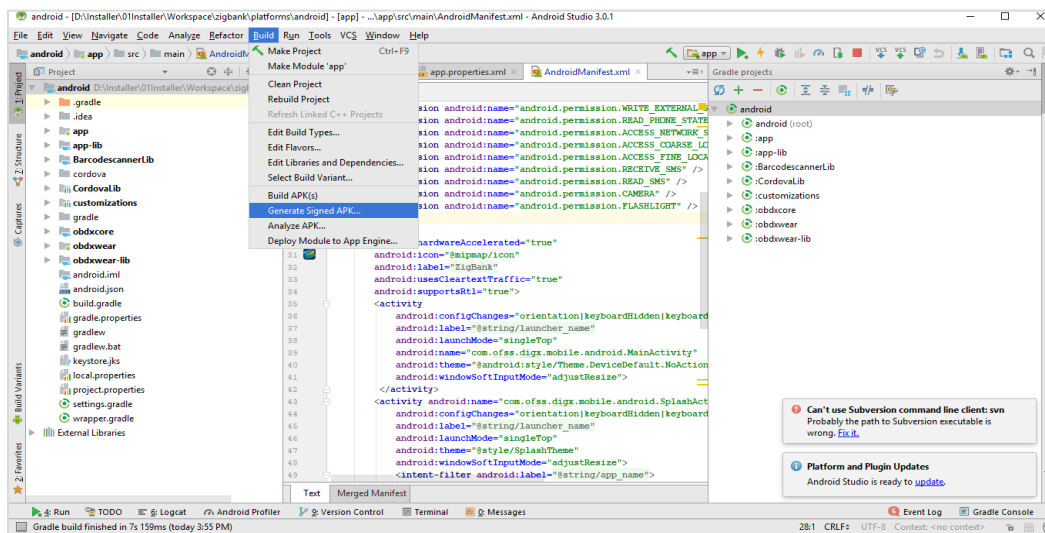 android - [D:\Installer\01Installer\Workspace\zigbank\platforms\android] - [app] - ...\app\src\main\AndroidManifest.xml - Android Studio 3.0.1
File Edit View Navigate Code Analyze Refactor Build Run Tools VCS Window Help
android app src main AndroidM
app
Project
app.properties.xml
AndroidManifest.xml
Gradle projects
Make Project Ctrl+F9
Make Module 'app'
Clean Project
Rebuild Project
Refresh Linked C++ Projects
Edit Build Types...
Edit Flavors...
Edit Libraries and Dependencies...
Select Build Variant...
Build APK(s)
Generate Signed APK...
Analyze APK...
Deploy Module to App Engine...
1: Project
Z: Structure
Captures
Build Variants
2: Favorites
android D:\Installer\01Installer\Workspace\zigb
.gradle
.idea
app
app-lib
BarcodescannerLib
cordova
CordovaLib
customizations
gradle
obdxcore
obdxwear
obdxwear-lib
android.iml
android.json
build.gradle
gradle.properties
gradlew
gradlew.bat
keystore.jks
local.properties
project.properties
settings.gradle
wrapper.gradle
External Libraries
sion android:name="android.permission.WRITE_EXTERNAL_S
sion android:name="android.permission.READ_PHONE_STATE
sion android:name="android.permission.ACCESS_NETWORK_S
sion android:name="android.permission.ACCESS_COARSE_LO
sion android:name="android.permission.ACCESS_FINE_LOCA
sion android:name="android.permission.RECEIVE_SMS" />
sion android:name="android.permission.READ_SMS" />
sion android:name="android.permission.CAMERA" />
sion android:name="android.permission.FLASHLIGHT" />
hardwareAccelerated="true"
31 android:icon="@mipmap/icon"
32 android:label="ZigBank"
33 android:usesCleartextTraffic="true"
34 android:supportsRtl="true">
35 <activity
36 android:configChanges="orientation|keyboardHidden|keyboard
37 android:label="@string/launcher_name"
38 android:launchMode="singleTop"
39 android:name="com.ofss.digx.mobile.android.MainActivity"
40 android:theme="@android:style/Theme.DeviceDefault.NoAction
41 android:windowSoftInputMode="adjustResize">
42 </activity>
43 <activity android:name="com.ofss.digx.mobile.android.SplashAct
44 android:configChanges="orientation|keyboardHidden|keyboard
45 android:label="@string/launcher_name"
46 android:launchMode="singleTop"
47 android:theme="@style/SplashTheme"
48 android:windowSoftInputMode="adjustResize">
49 <intent-filter android:label="@string/app_name">
Text Merged Manifest
android
android (root)
:app
:app-lib
:BarcodescannerLib
:CordovaLib
:customizations
:obdxcore
:obdxwear
:obdxwear-lib
Can't use Subversion command line client: svn
Probably the path to Subversion executable is
wrong. Fix it.
Platform and Plugin Updates
Android Studio is ready to update.
4: Run TODO 6: Logcat Android Profiler 9: Version Control Terminal 0: Messages Event Log Gradle Console
Gradle build finished in 7s 159ms (today 3:55 PM) 28:1 CRLF UTF-8 Context: <no context>